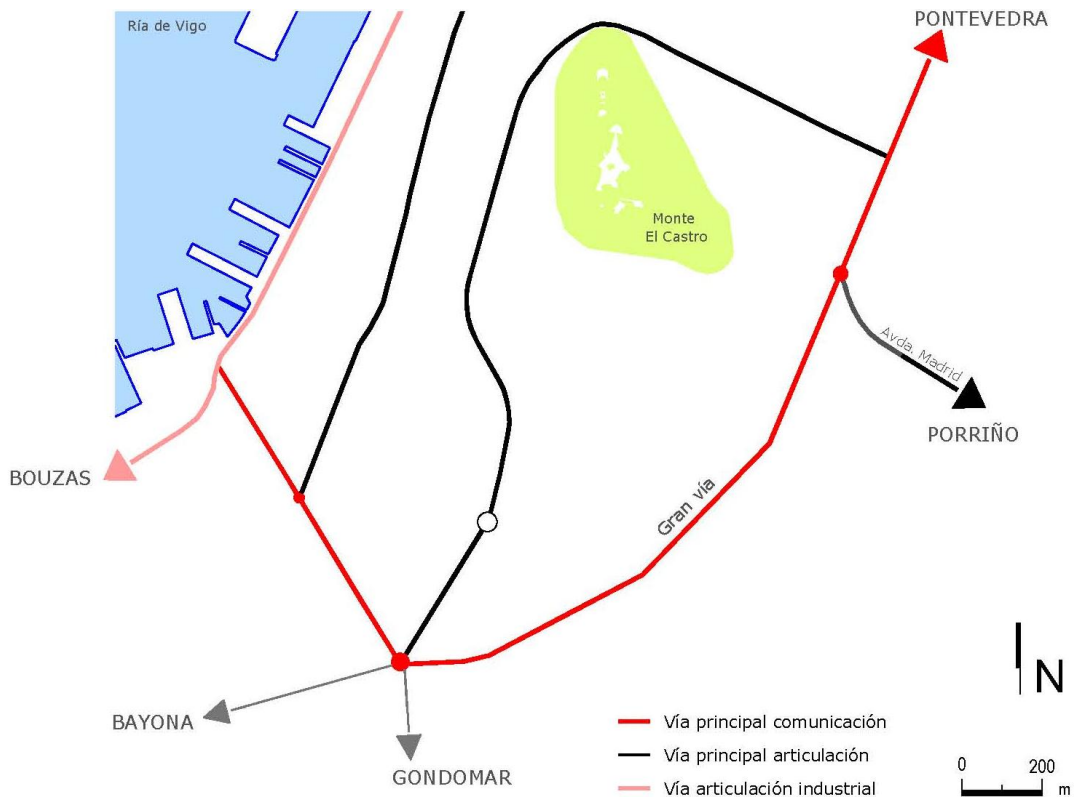 PONTEVEDRA
Ría de Vigo
Monte
El Castro
Avda. Madrid
PORRIÑO
BOUZAS
Gran vía
N
BAYONA
GONDOMAR
Vía principal comunicación
Vía principal articulación
Vía articulación industrial
0 200
m